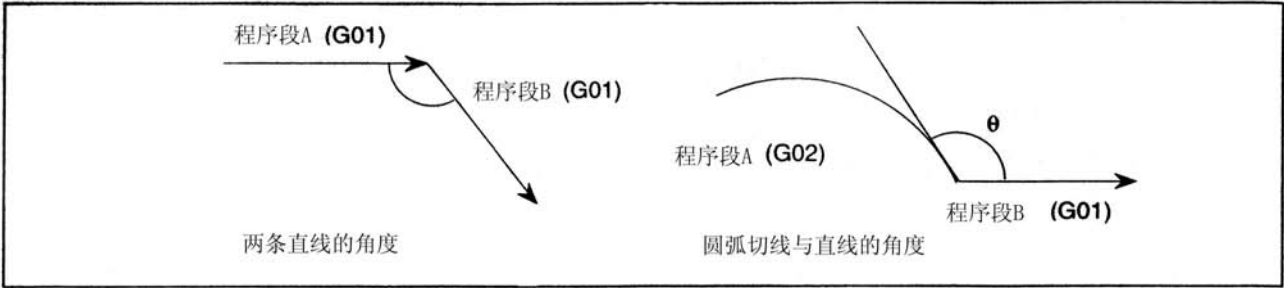 程序段A (G01)
程序段B (G01)
两条直线的角度
θ
程序段A (G02)
程序段B (G01)
圆弧切线与直线的角度